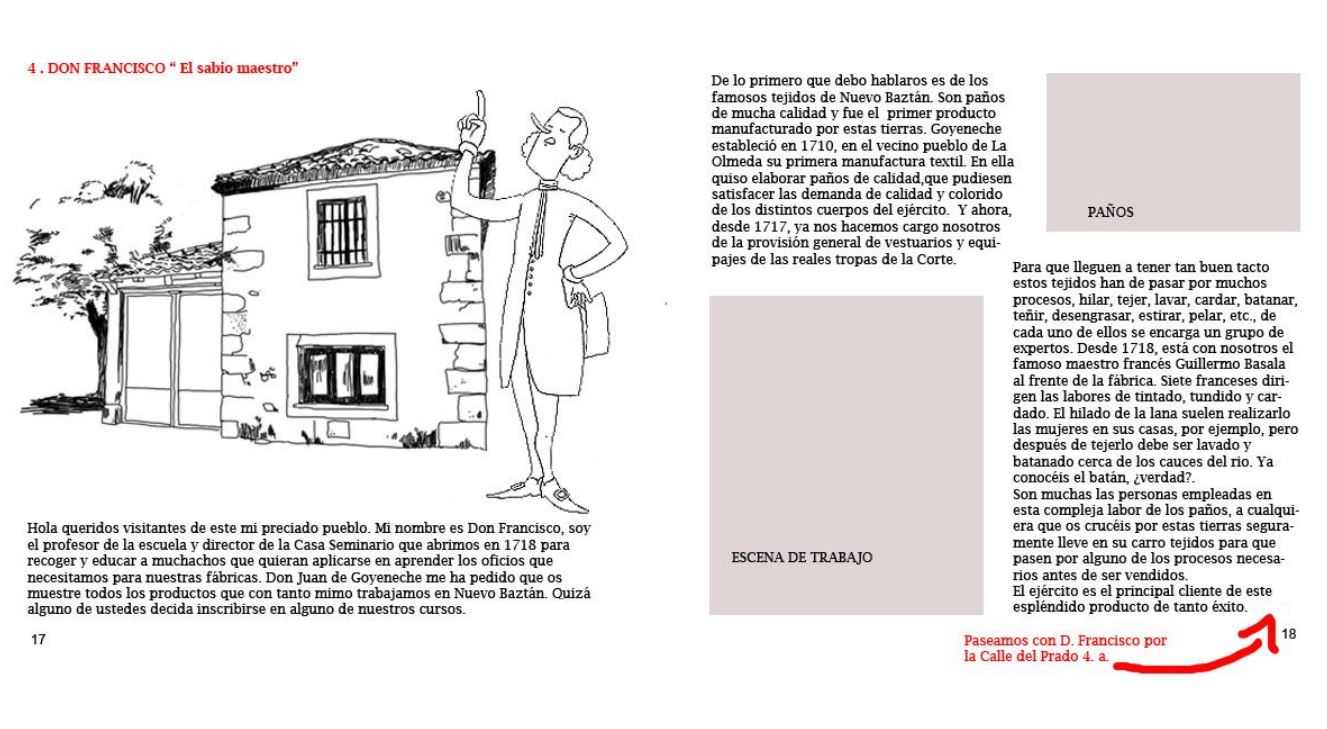 4 . DON FRANCISCO “ El sabio maestro”
Hola queridos visitantes de este mi preciado pueblo. Mi nombre es Don Francisco, soy
el profesor de la escuela y director de la Casa Seminario que abrimos en 1718 para
recoger y educar a muchachos que quieran aplicarse en aprender los oficios que
necesitamos para nuestras fábricas. Don Juan de Goyeneche me ha pedido que os
muestre todos los productos que con tanto mimo trabajamos en Nuevo Baztán. Quizá
alguno de ustedes decida inscribirse en alguno de nuestros cursos.
17
De lo primero que debo hablaros es de los
famosos tejidos de Nuevo Baztán. Son paños
de mucha calidad y fue el  primer producto
manufacturado por estas tierras. Goyeneche
estableció en 1710, en el vecino pueblo de La
Olmeda su primera manufactura textil. En ella
quiso elaborar paños de calidad,que pudiesen
satisfacer las demanda de calidad y colorido
de los distintos cuerpos del ejército.  Y ahora,
desde 1717, ya nos hacemos cargo nosotros
de la provisión general de vestuarios y equi-
pajes de las reales tropas de la Corte.
ESCENA DE TRABAJO
PAÑOS
Para que lleguen a tener tan buen tacto
estos tejidos han de pasar por muchos
procesos, hilar, tejer, lavar, cardar, batanar,
teñir, desengrasar, estirar, pelar, etc., de
cada uno de ellos se encarga un grupo de
expertos. Desde 1718, está con nosotros el
famoso maestro francés Guillermo Basala
al frente de la fábrica. Siete franceses diri-
gen las labores de tintado, tundido y car-
dado. El hilado de la lana suelen realizarlo
las mujeres en sus casas, por ejemplo, pero
después de tejerlo debe ser lavado y
batanado cerca de los cauces del rio. Ya
conocéis el batán, ¿verdad?.
Son muchas las personas empleadas en
esta compleja labor de los paños, a cualqui-
era que os crucéis por estas tierras segura-
mente lleve en su carro tejidos para que
pasen por alguno de los procesos necesa-
rios antes de ser vendidos.
El ejército es el principal cliente de este
espléndido producto de tanto éxito.
Paseamos con D. Francisco por
la Calle del Prado 4. a.
18